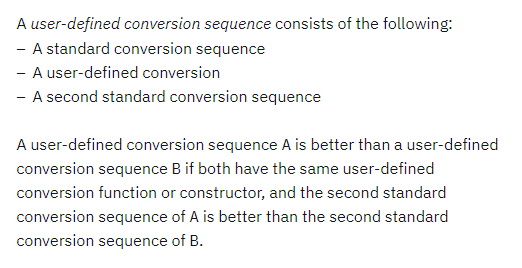 A user-defined conversion sequence consists of the following:
– A standard conversion sequence
– A user-defined conversion
– A second standard conversion sequence
A user-defined conversion sequence A is better than a user-defined
conversion sequence B if both have the same user-defined
conversion function or constructor, and the second standard
conversion sequence of A is better than the second standard
conversion sequence of B.